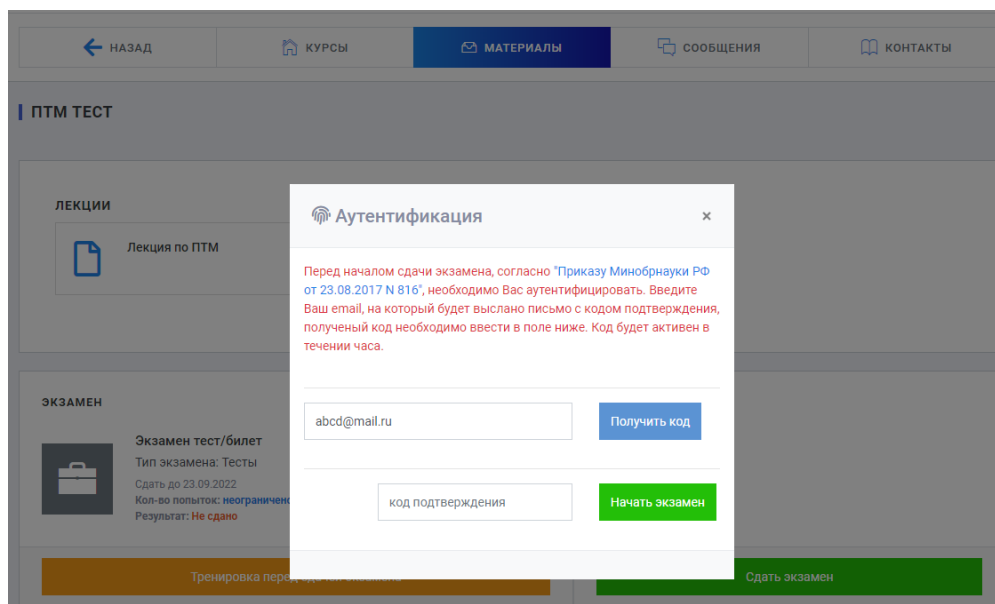 НАЗАД
КУРСЫ
МАТЕРИАЛЫ
СООБЩЕНИЯ
КОНТАКТЫ
ПТМ ТЕСТ
ЛЕКЦИИ
Лекция по ПТМ
Аутентификация
×
Перед началом сдачи экзамена, согласно "Приказу Минобрнауки РФ
от 23.08.2017 N 816", необходимо Вас аутентифицировать. Введите
Ваш email, на который будет выслано письмо с кодом подтверждения,
полученый код необходимо ввести в поле ниже. Код будет активен в
течении часа.
abcd@mail.ru
Получить код
код подтверждения
Начать экзамен
ЭКЗАМЕН
Экзамен тест/билет
Тип экзамена: Тесты
Сдать до 23.09.2022
Кол-во попыток: неограничено
Результат: Не сдано
Тренировка перед
Сдать экзамен